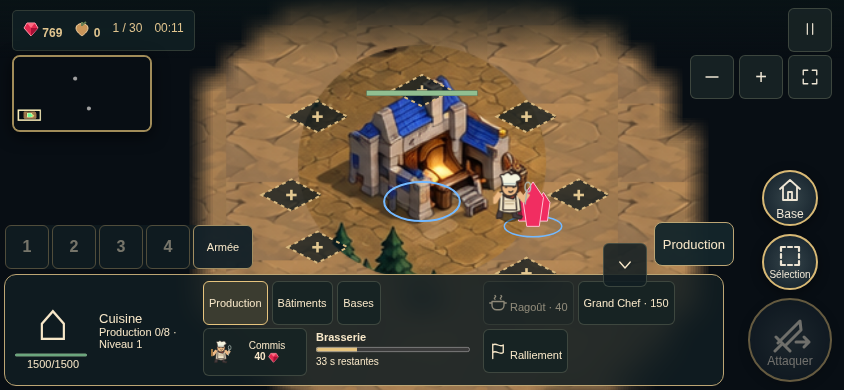 769 0 1 / 30 00:11
Base
1 2 3 4 Armée
Production
Sélection
Production Bâtiments Bases
Ragoût · 40 Grand Chef · 150
Cuisine
Production 0/8 ·
Niveau 1
1500/1500
Commis
40
Brasserie
33 s restantes
Ralliement
Attaquer